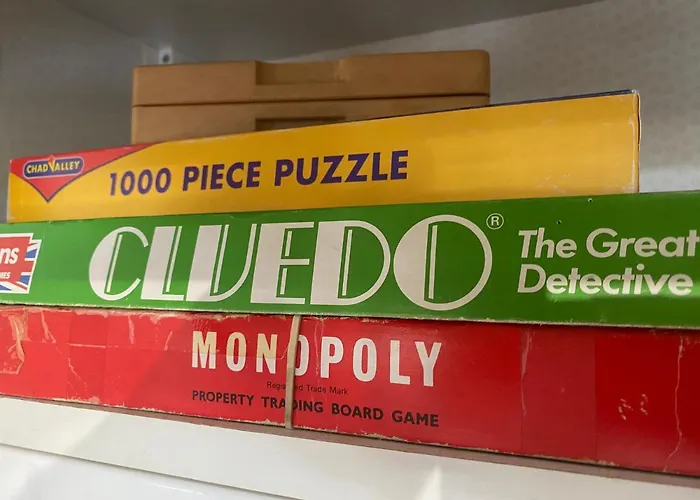 CHAD VALLEY
1000 PIECE PUZZLE
CLUEDO®
The Great
Detective
MONOPOLY
Registered Trade Mark
PROPERTY TRADING BOARD GAME